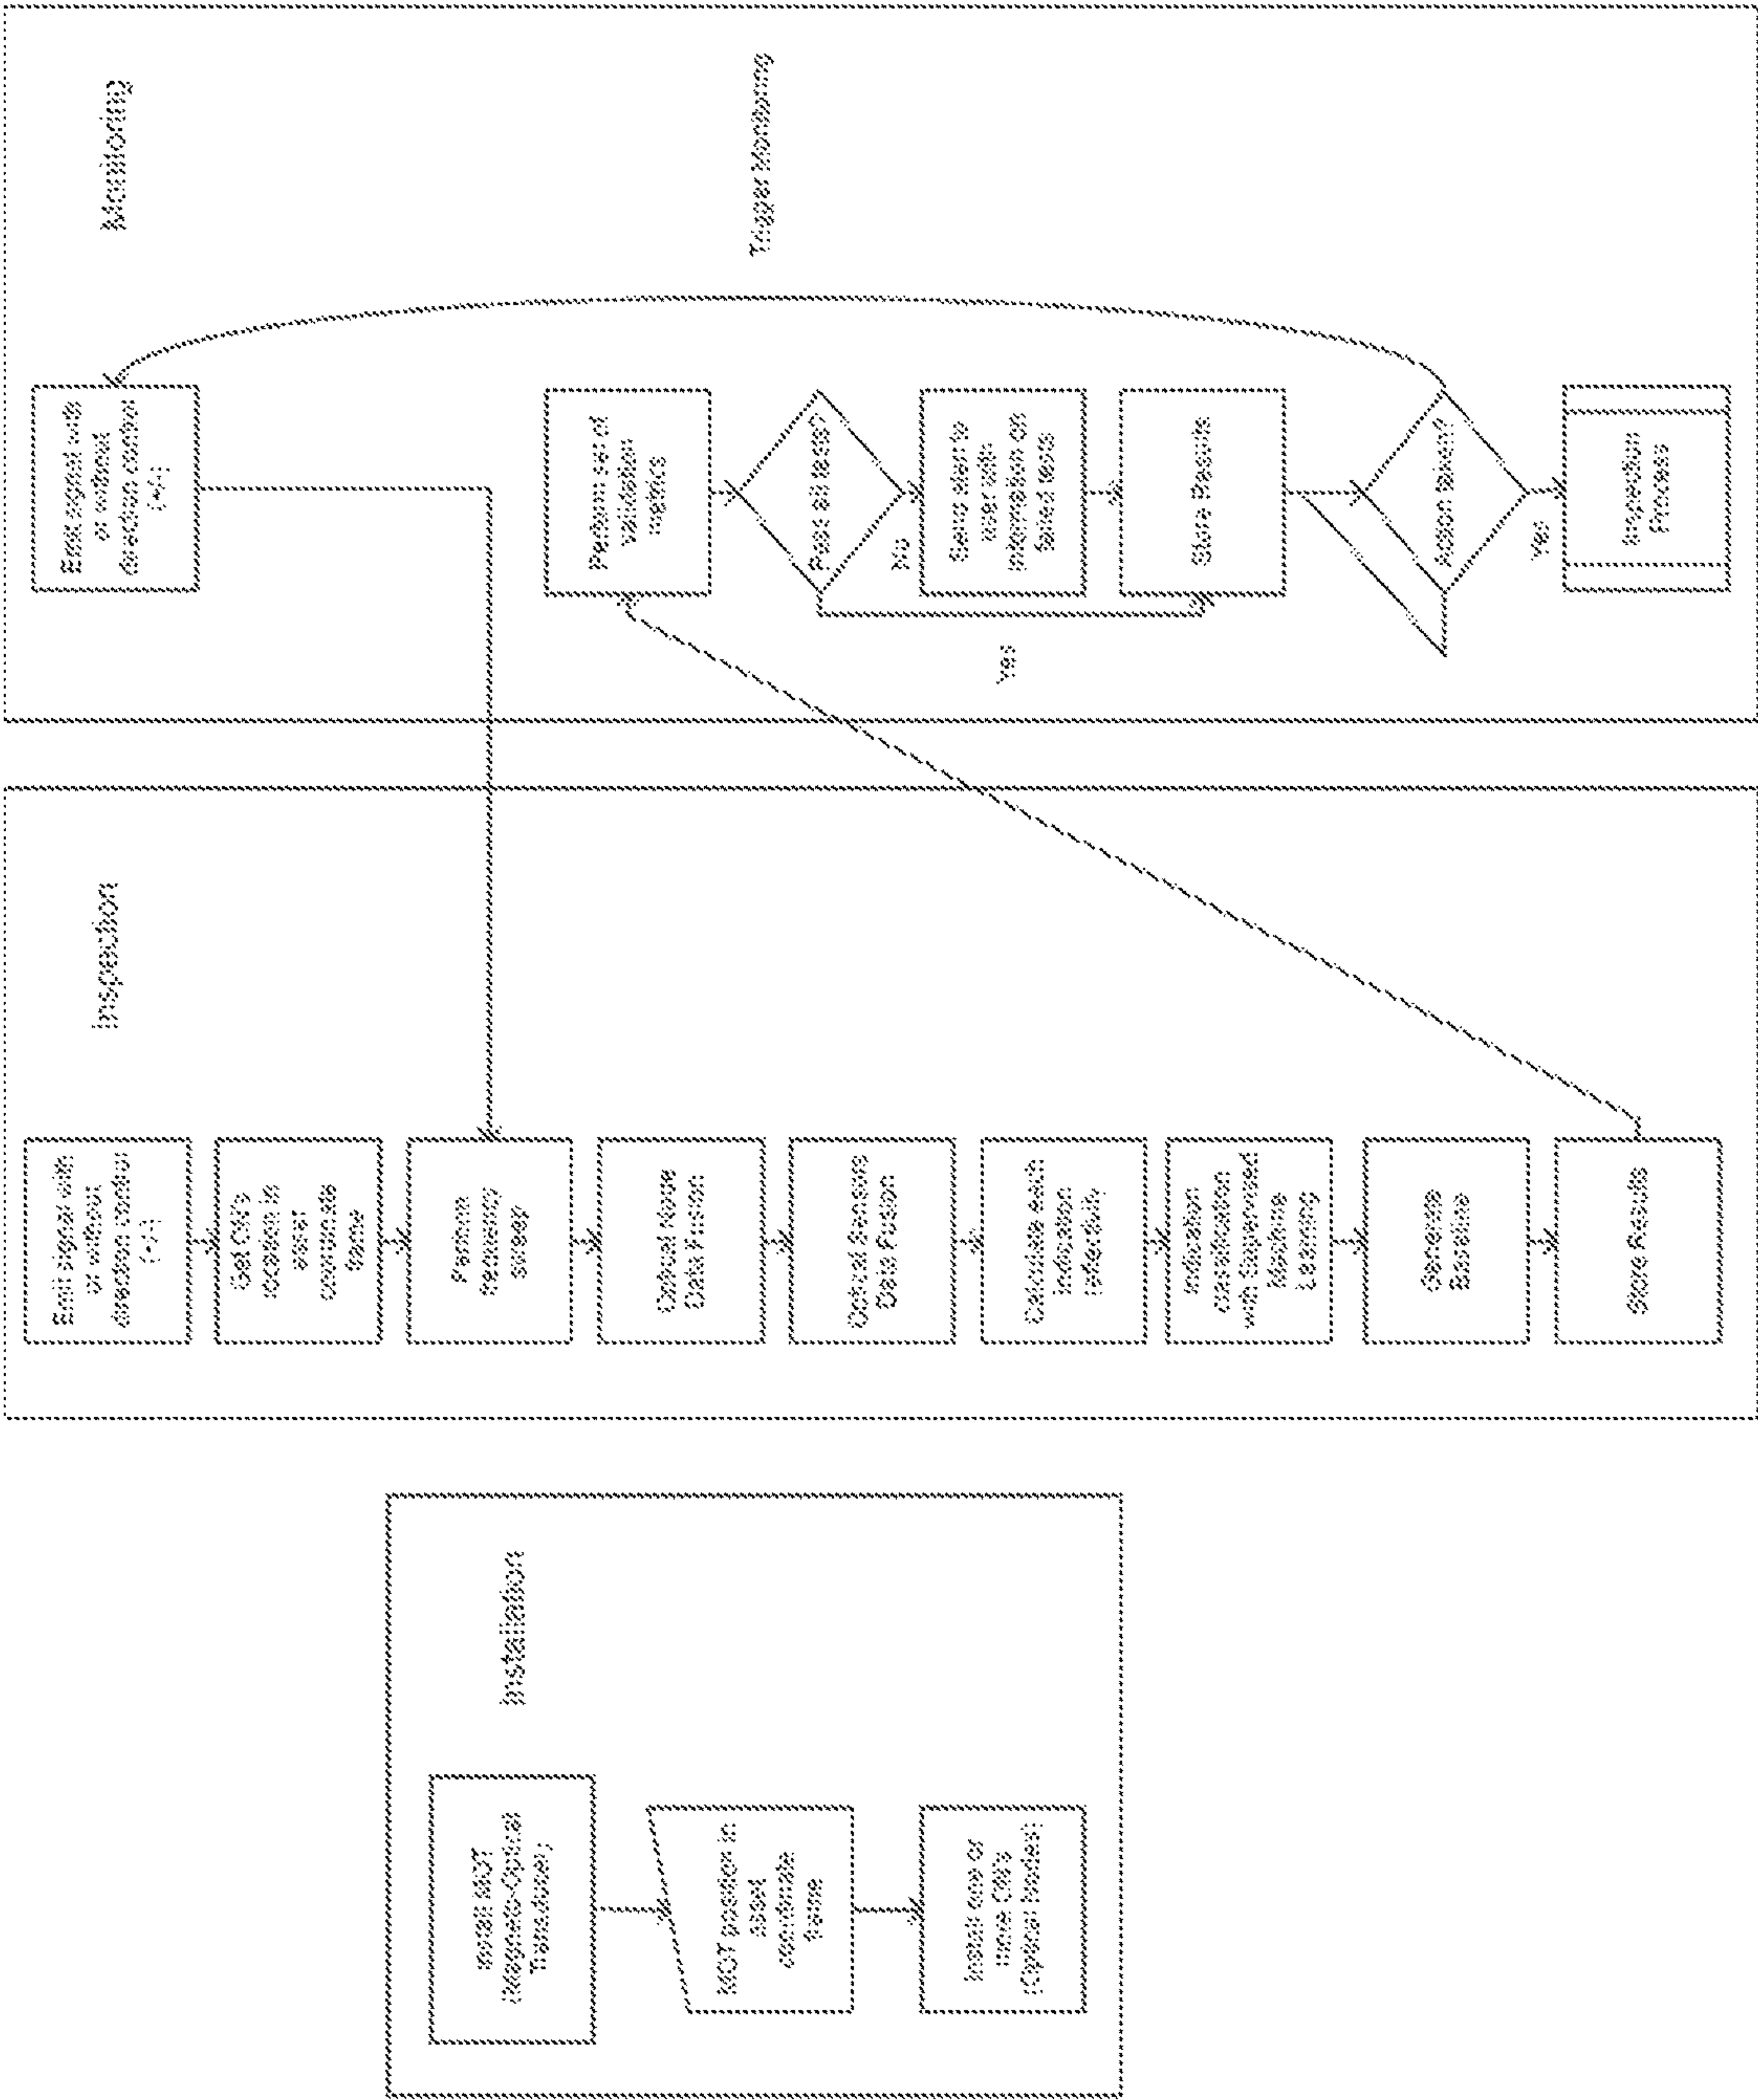 Installation
Install MOT
(Magneto-Optical
Transducer)
MOT position in
asset
coordinate
frame
Install one or
more ON's
(Optical Nodes)
Inspection
Emit signal with
or without
direction control
(+/-)
Get ON's
location in
asset
coordinate
frame
Perform
frequency
sweep
Optical Node
Data Fusion
Optical Sensors
Data Fusion
Calculate each
indication
reflectivity
Indication
classification
with Supervised
Machine
Learning
Generate
Baseline
Store Results
Monitoring
Emit signal with
or without
direction control
(+/-)
Trigger Monitoring
Perform set of
validation
metrics
Pass all tests?
No
yes
Send alert to
user with
information on
failed tests
Store Results
Action taken?
Yes
Inspection
Process